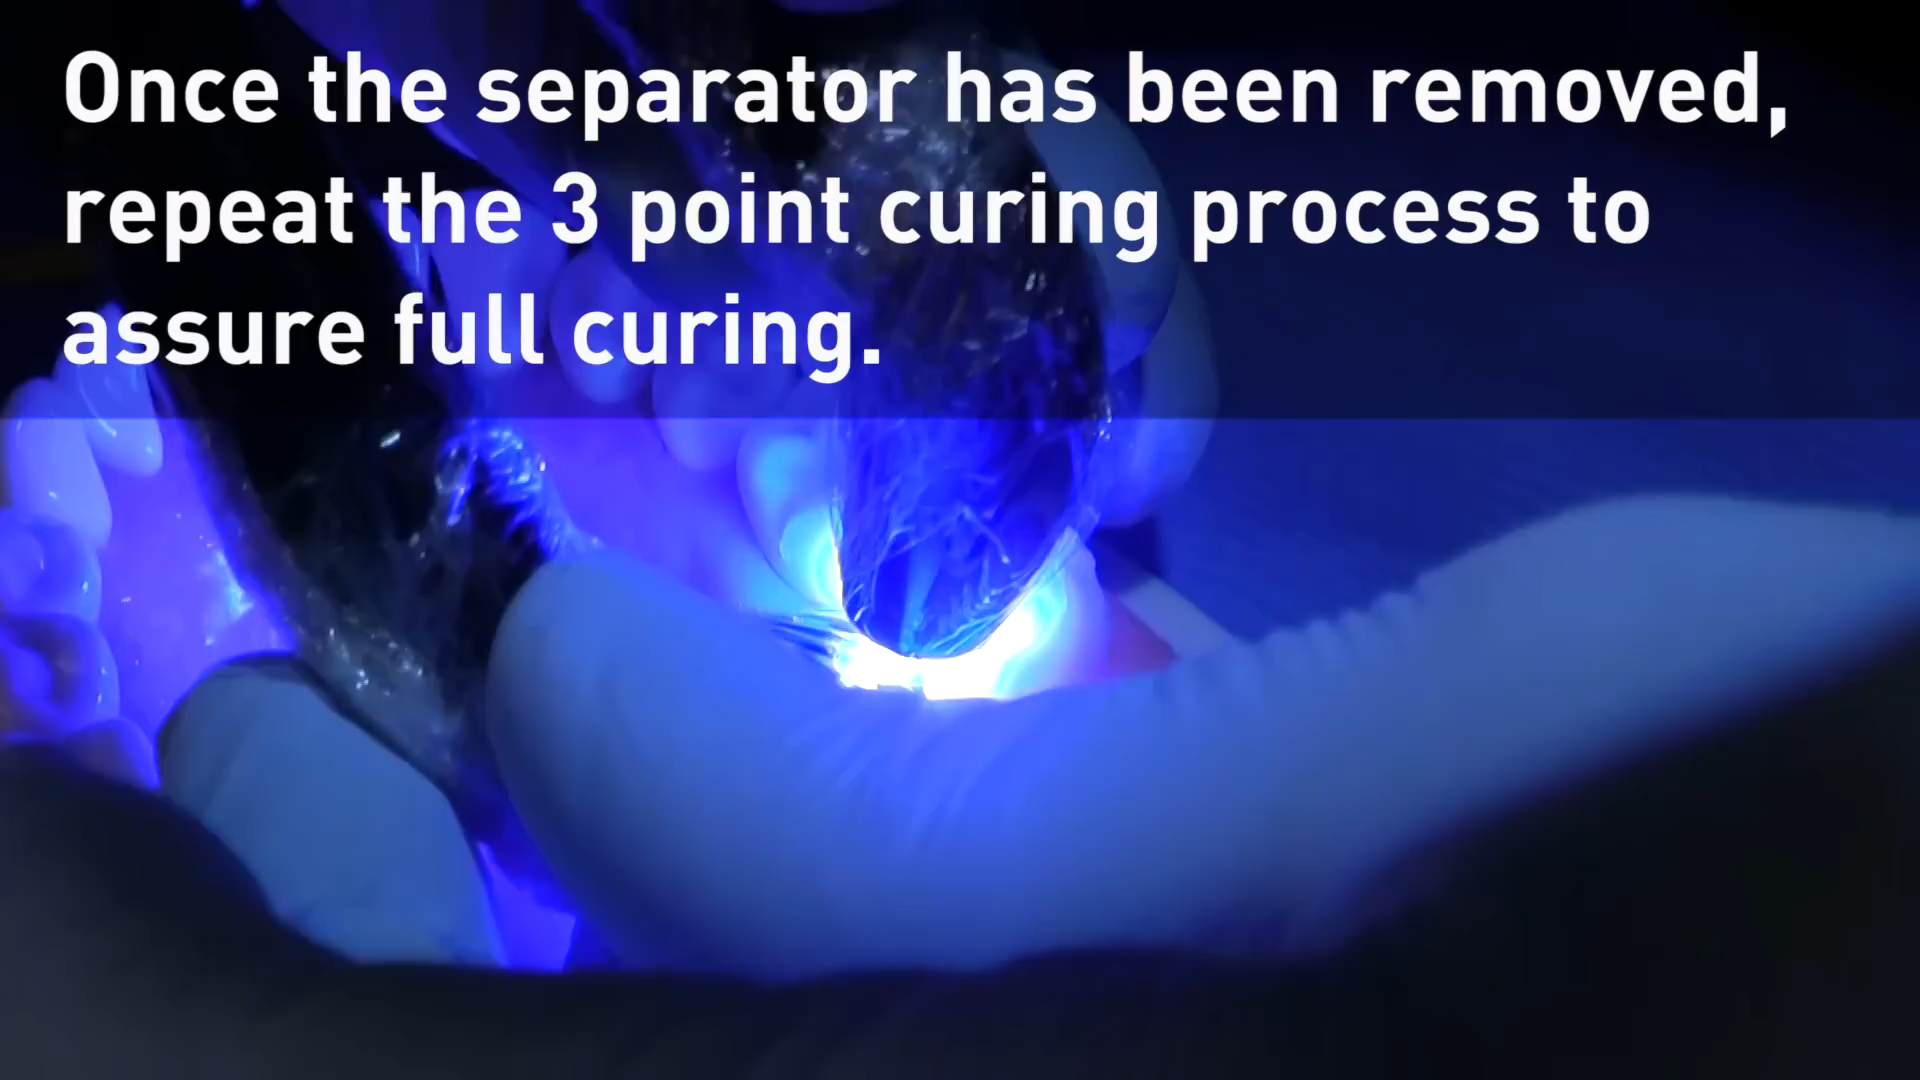 Once the separator has been removed,
repeat the 3 point curing process to
assure full curing.